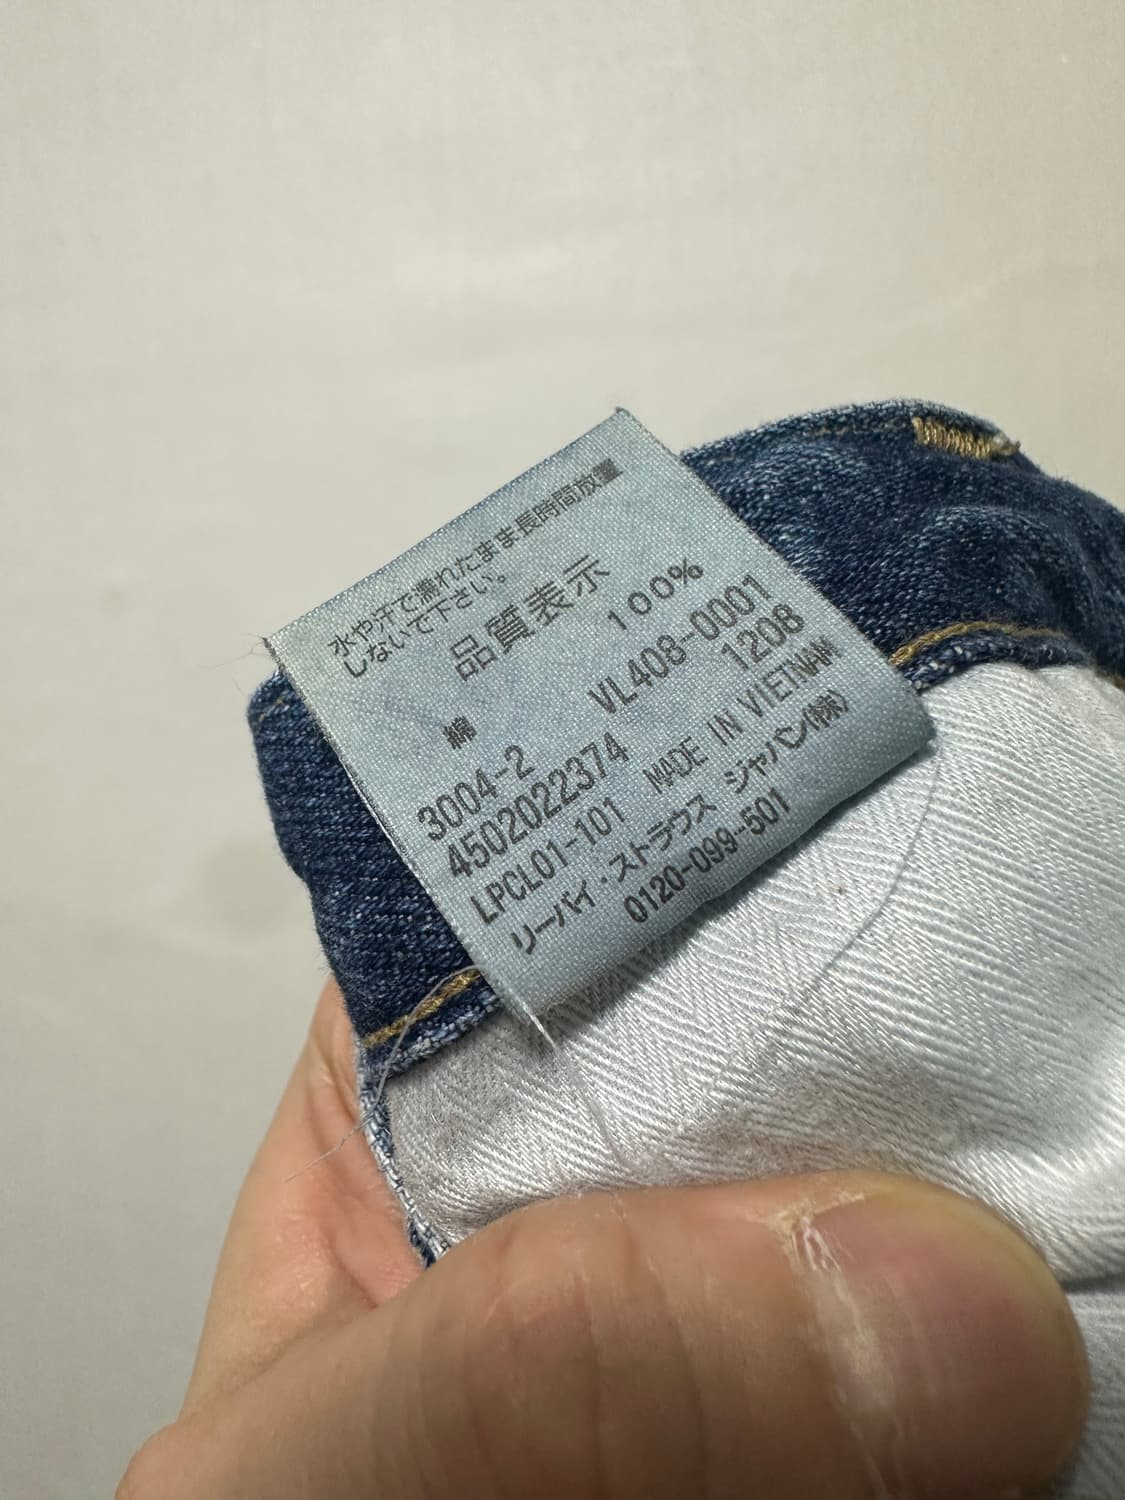 水や汗で濡れたまま長時間放置
しないで下さい。
品質表示
綿 100%
3004-2 VL408-0001
4502022374 1208
LPCL01-101 MADE IN VIETNAM
リーバイ・ストラウス ジャパン(株)
0120-099-501